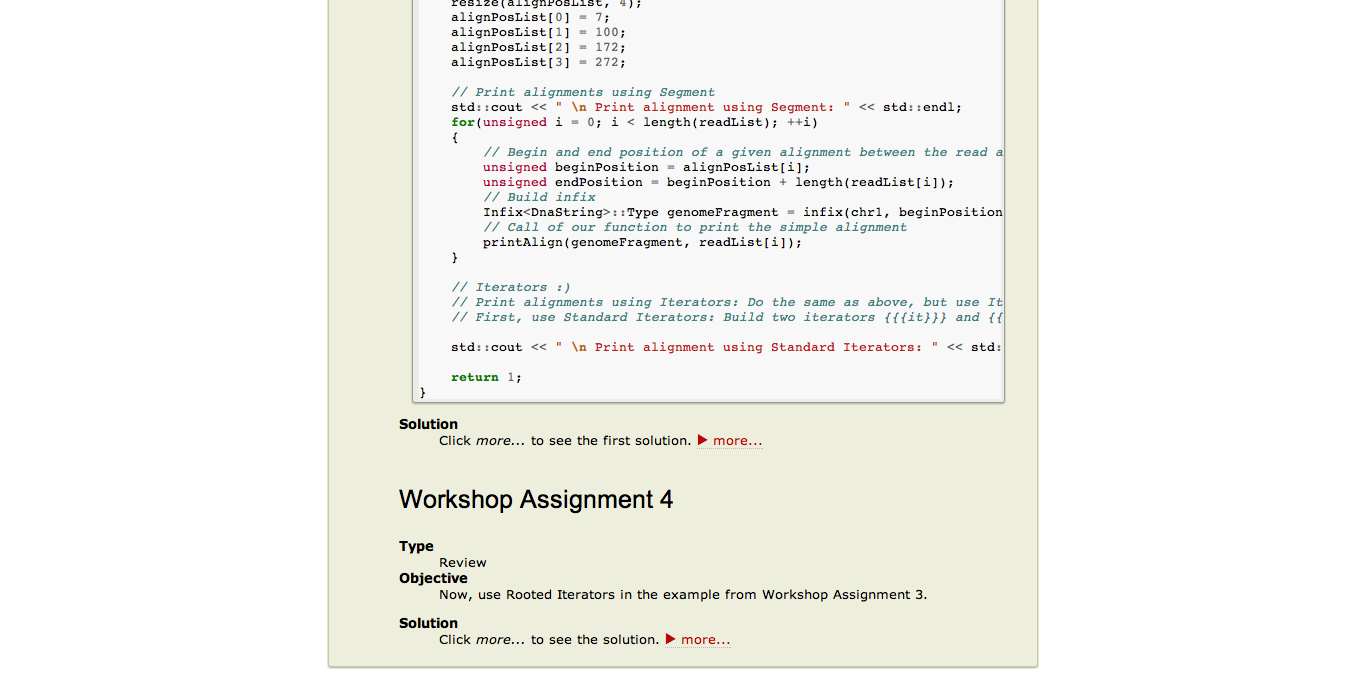 resize(alignPosList, 4);
alignPosList[0] = 7;
alignPosList[1] = 100;
alignPosList[2] = 172;
alignPosList[3] = 272;
// Print alignments using Segment
std::cout << " \n Print alignment using Segment: " << std::endl;
for(unsigned i = 0; i < length(readList); ++i)
{
// Begin and end position of a given alignment between the read a
unsigned beginPosition = alignPosList[i];
unsigned endPosition = beginPosition + length(readList[i]);
// Build infix
Infix<DnaString>::Type genomeFragment = infix(chr1, beginPosition
// Call of our function to print the simple alignment
printAlign(genomeFragment, readList[i]);
}
// Iterators :)
// Print alignments using Iterators: Do the same as above, but use It
// First, use Standard Iterators: Build two iterators {{{it}}} and {{
std::cout << " \n Print alignment using Standard Iterators: " << std:
return 1;
}
Solution
Click more... to see the first solution. ▶ more...
Workshop Assignment 4
Type
Review
Objective
Now, use Rooted Iterators in the example from Workshop Assignment 3.
Solution
Click more... to see the solution. ▶ more...